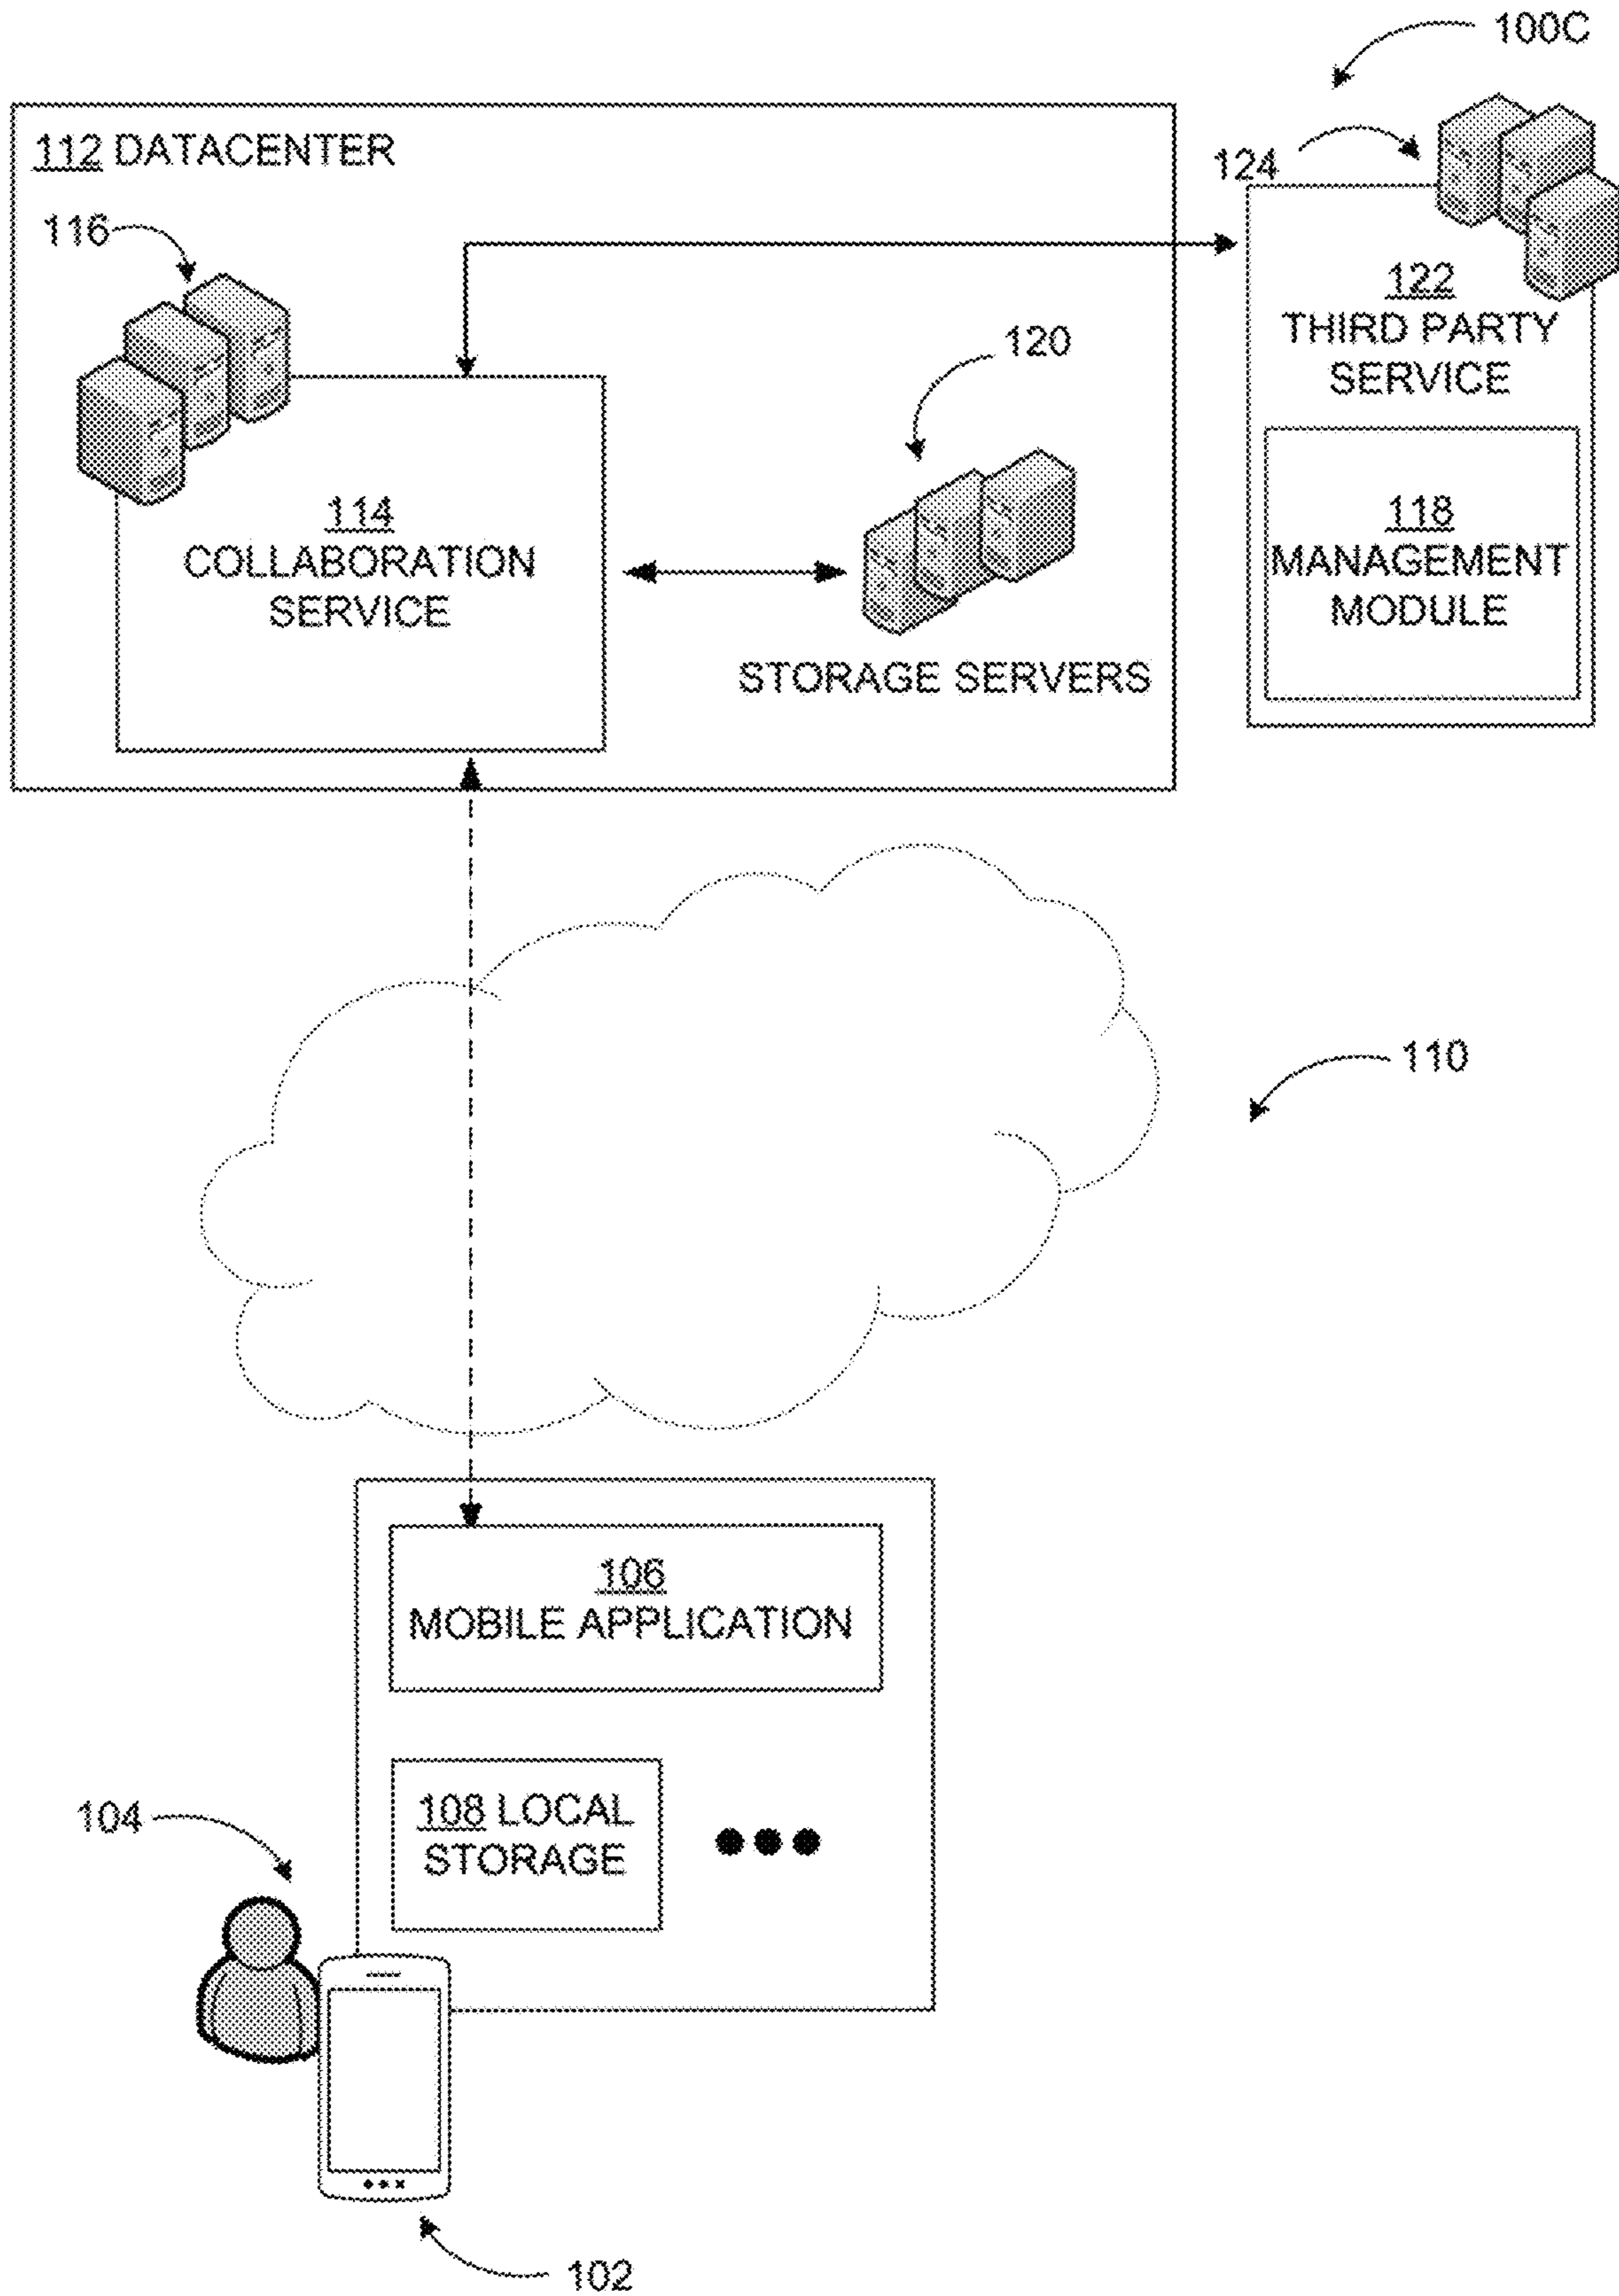 100C
112 DATACENTER
124
116
122
THIRD PARTY
SERVICE
120
118
MANAGEMENT
MODULE
114
COLLABORATION
SERVICE
STORAGE SERVERS
110
106
MOBILE APPLICATION
108 LOCAL
STORAGE
104
102